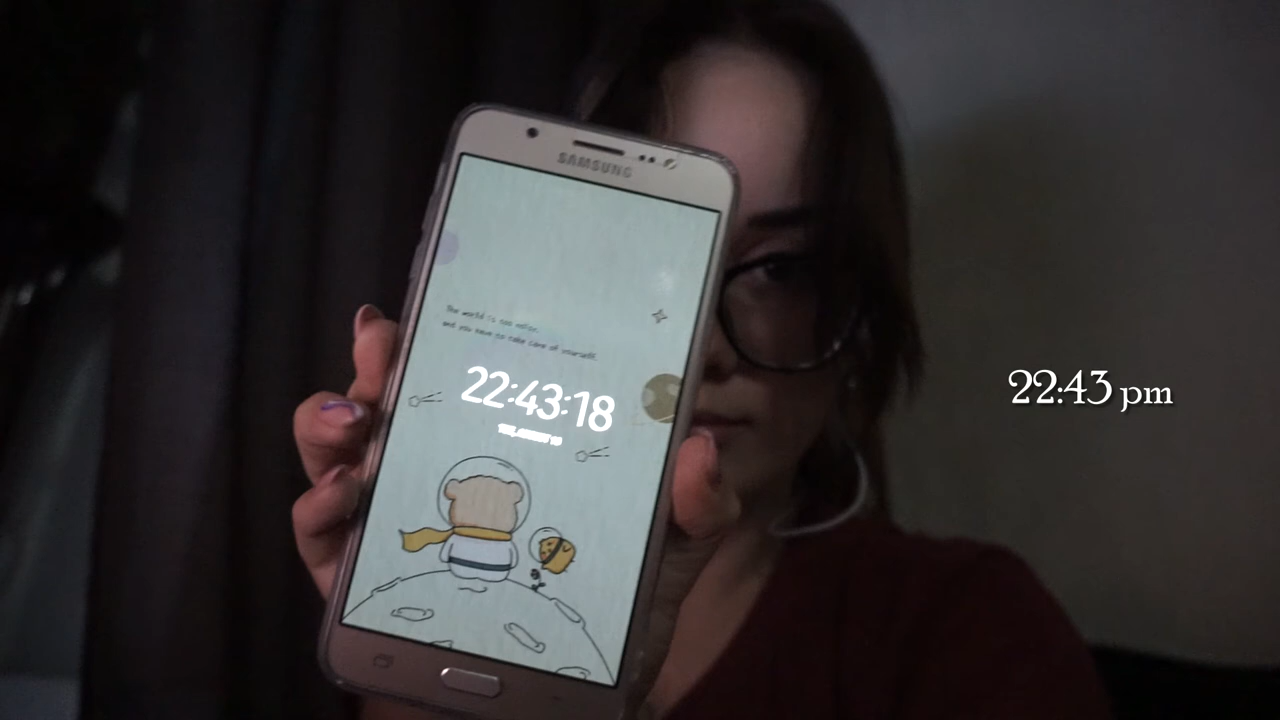 SAMSUNG
The world is too noisy,
and you have to take care of yourself.
22:43:18
22:43 pm